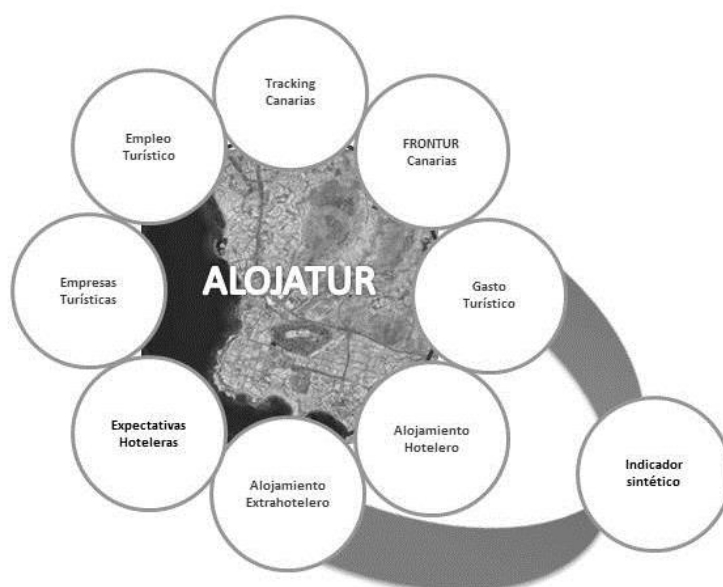 Tracking
Canarias
Empleo
Turístico
FRONTUR
Canarias
Empresas
Turísticas
ALOJATUR
Gasto
Turístico
Expectativas
Hoteleras
Alojamiento
Hotelero
Alojamiento
Extrahotelero
Indicador
sintético